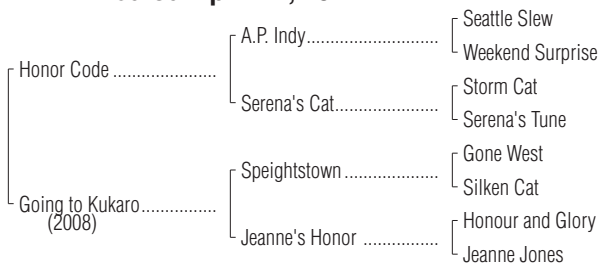 Seattle Slew
A.P. Indy
Weekend Surprise
Honor Code
Storm Cat
Serena's Cat
Serena's Tune
Gone West
Speightstown
Silken Cat
Going to Kukaro
(2008)
Honour and Glory
Jeanne's Honor
Jeanne Jones